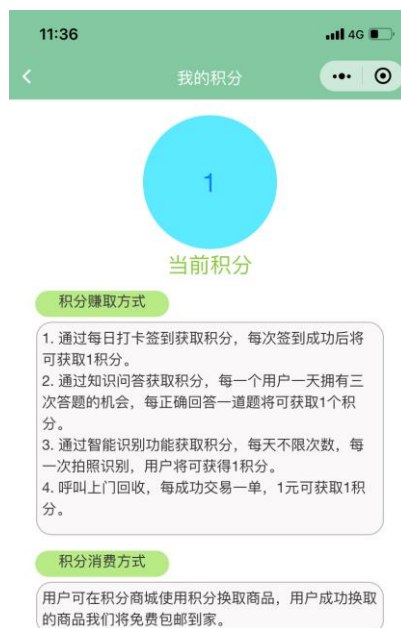 11:36
4G
我的积分
1
当前积分
积分赚取方式
1. 通过每日打卡签到获取积分，每次签到成功后将
可获取1积分。
2. 通过知识问答获取积分，每一个用户一天拥有三
次答题的机会，每正确回答一道题将可获取1个积
分。
3. 通过智能识别功能获取积分，每天不限次数，每
一次拍照识别，用户将可获得1积分。
4. 呼叫上门回收，每成功交易一单，1元可获取1积
分。
积分消费方式
用户可在积分商城使用积分换取商品，用户成功换取
的商品我们将免费包邮到家。